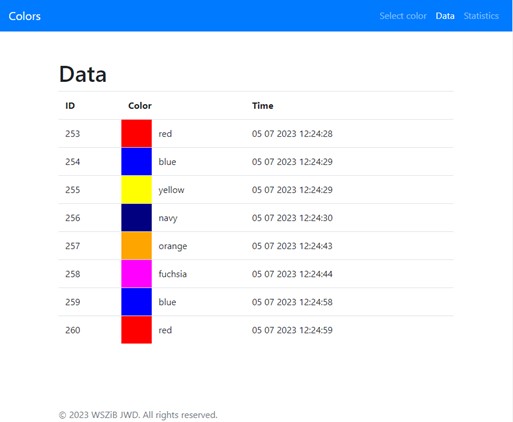 Colors Select color Data Statistics
Data
ID Color Time
253 red 05 07 2023 12:24:28
254 blue 05 07 2023 12:24:29
255 yellow 05 07 2023 12:24:29
256 navy 05 07 2023 12:24:30
257 orange 05 07 2023 12:24:43
258 fuchsia 05 07 2023 12:24:44
259 blue 05 07 2023 12:24:58
260 red 05 07 2023 12:24:59
© 2023 WSZiB JWD. All rights reserved.